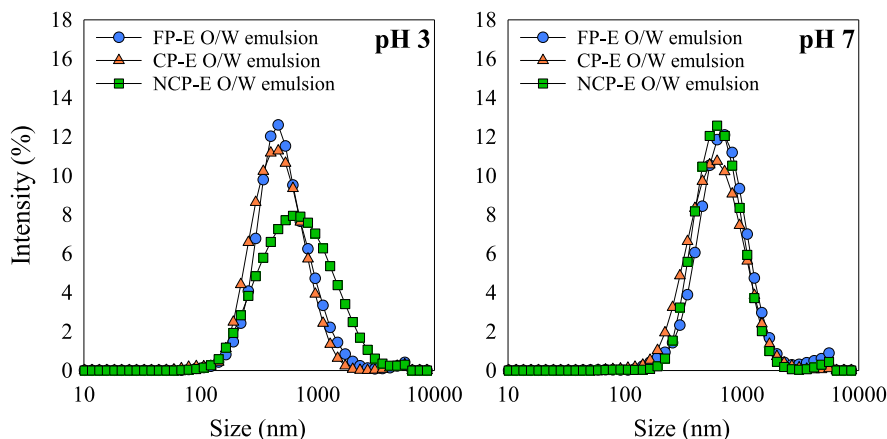 pH 3
FP-E O/W emulsion
CP-E O/W emulsion
NCP-E O/W emulsion
Intensity (%)
18
16
14
12
10
8
6
4
2
0
10
100
1000
10000
Size (nm)
pH 7
FP-E O/W emulsion
CP-E O/W emulsion
NCP-E O/W emulsion
18
16
14
12
10
8
6
4
2
0
10
100
1000
10000
Size (nm)